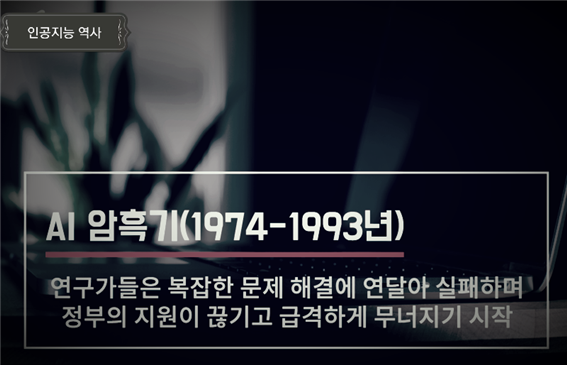 인공지능 역사
AI 암흑기(1974-1993년)
연구가들은 복잡한 문제 해결에 연달아 실패하며
정부의 지원이 끊기고 급격하게 무너지기 시작